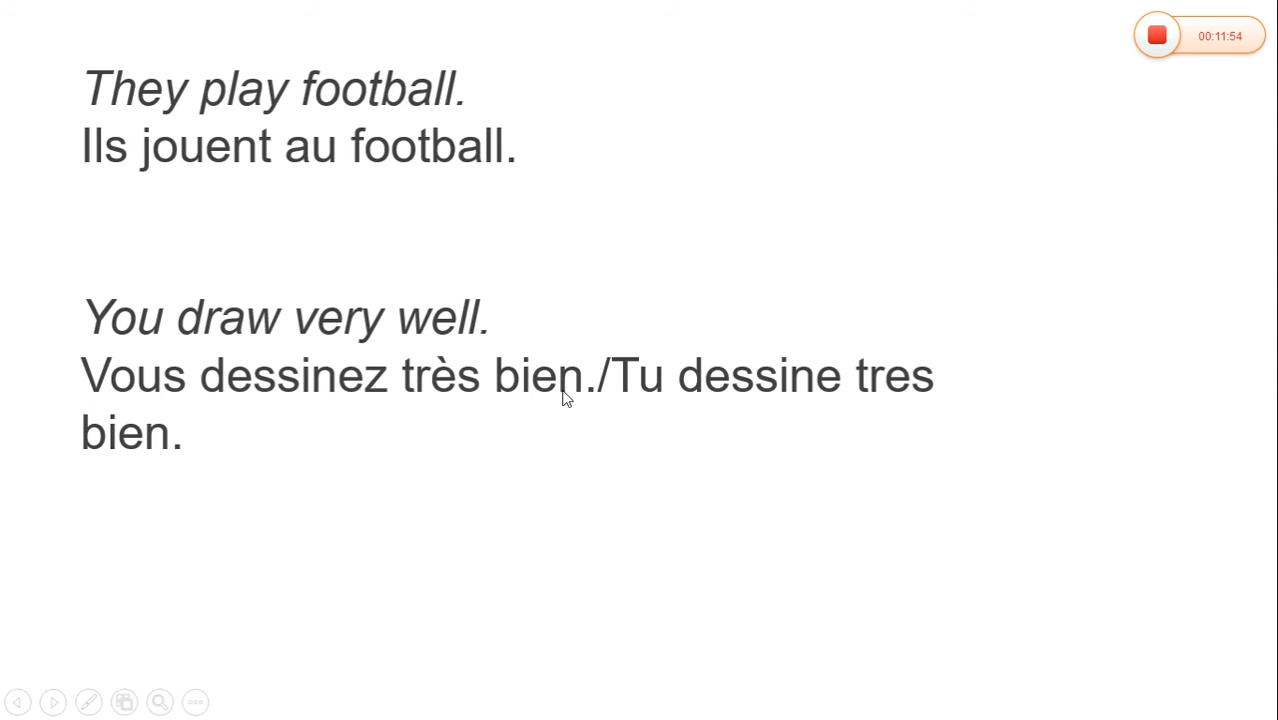 00:11:54
They play football.
Ils jouent au football.
You draw very well.
Vous dessinez très bien./Tu dessine tres
bien.